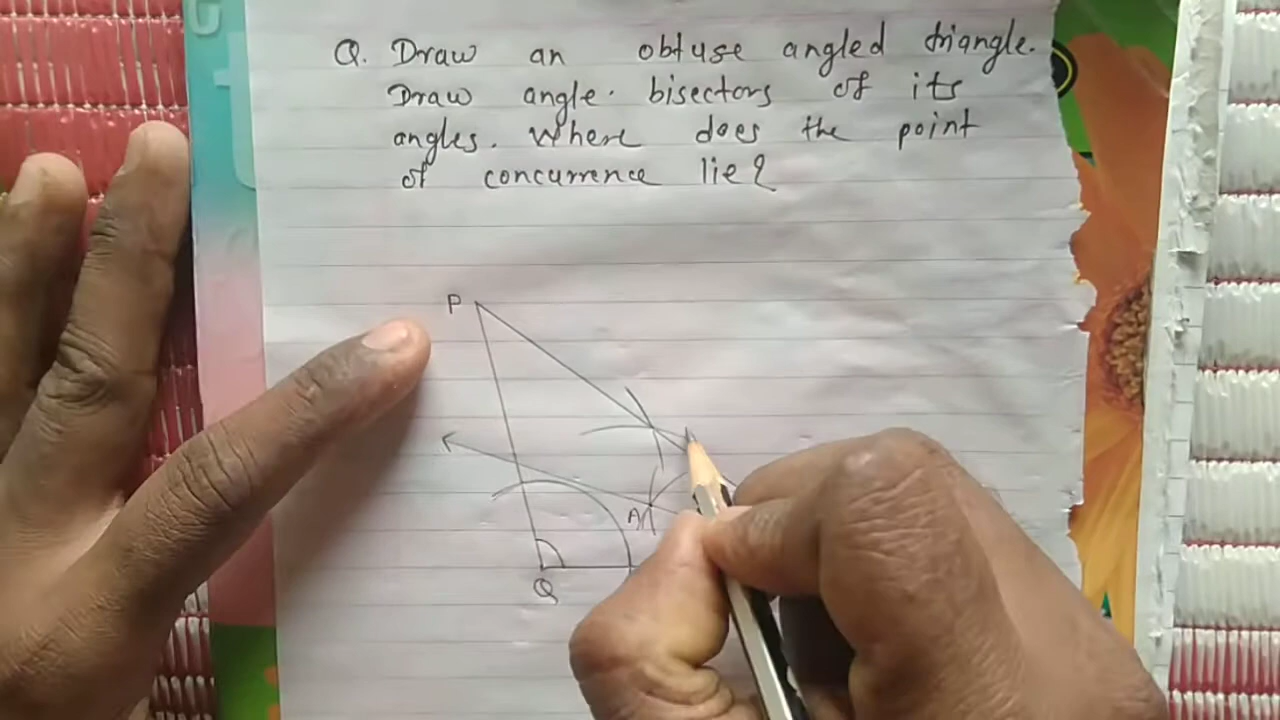 Q. Draw an obtuse angled triangle.
Draw angle bisectors of its
angles. Where does the point
of concurrence lie?
P
A
Q